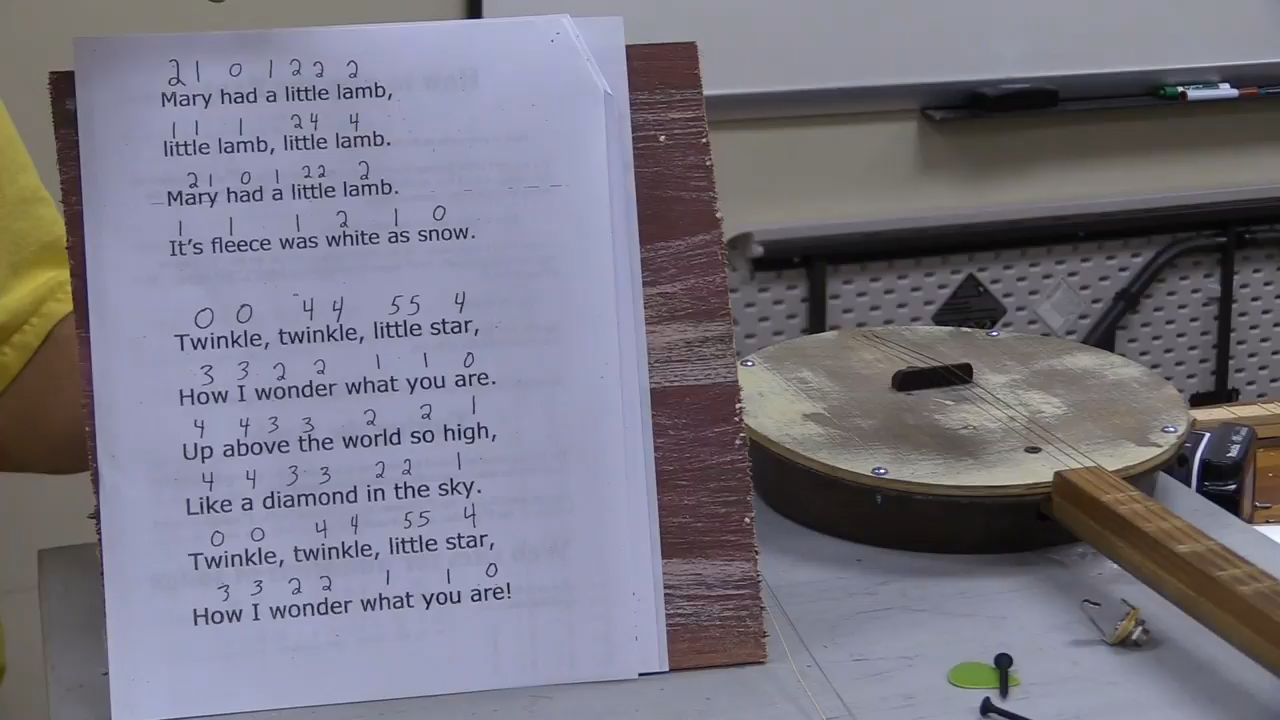 2 1 0 1 2 2 2
Mary had a little lamb,
1 1 1 2 4 4
little lamb, little lamb.
2 1 0 1 2 2 2
Mary had a little lamb.
1 1 1 2 1 0
It's fleece was white as snow.
0 0 4 4 5 5 4
Twinkle, twinkle, little star,
3 3 2 2 1 1 0
How I wonder what you are.
4 4 3 3 2 2 1
Up above the world so high,
4 4 3 3 2 2 1
Like a diamond in the sky.
0 0 4 4 5 5 4
Twinkle, twinkle, little star,
3 3 2 2 1 1 0
How I wonder what you are!